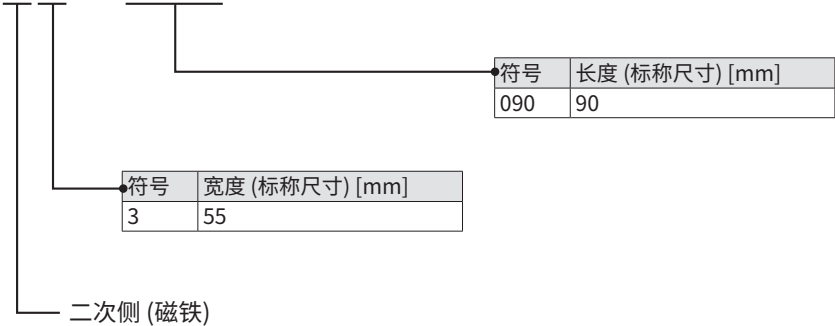 符号 长度 (标称尺寸) [mm]
090 90
符号 宽度 (标称尺寸) [mm]
3 55
二次侧 (磁铁)